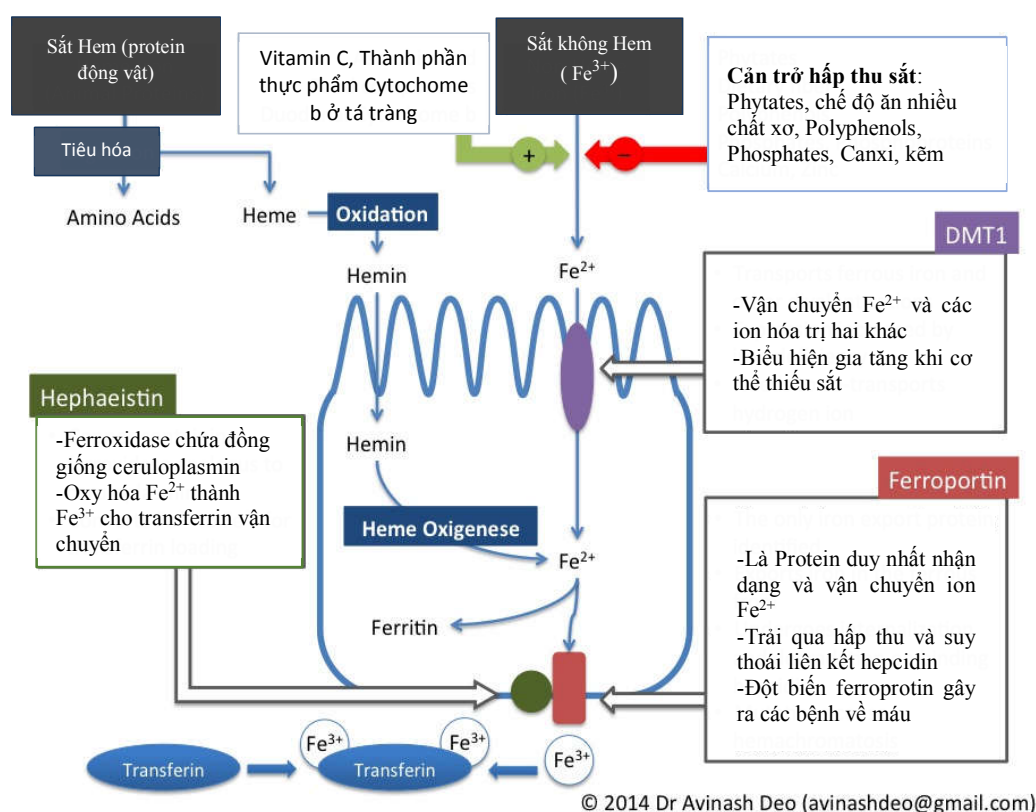 Sắt Hem (protein
động vật)
Vitamin C, Thành phần
thực phẩm Cytochome
b ở tá tràng
Sắt không Hem
( Fe³⁺)
Cản trở hấp thu sắt:
Phytates, chế độ ăn nhiều
chất xơ, Polyphenols,
Phosphates, Canxi, kẽm
Tiêu hóa
+
−
Amino Acids
Heme
Oxidation
Hemin
Fe²⁺
DMT1
-Vận chuyển Fe²⁺ và các
ion hóa trị hai khác
-Biểu hiện gia tăng khi cơ
thể thiếu sắt
Hephaeistin
-Ferroxidase chứa đồng
giống ceruloplasmin
-Oxy hóa Fe²⁺ thành
Fe³⁺ cho transferrin vận
chuyển
Hemin
Heme Oxigenese
Fe²⁺
Ferritin
Ferroportin
-Là Protein duy nhất nhận
dạng và vận chuyển ion
Fe²⁺
-Trải qua hấp thu và suy
thoái liên kết hepcidin
-Đột biến ferroprotin gây
ra các bệnh về máu
Transferin
Fe³⁺
Fe³⁺
Transferin
Fe³⁺
© 2014 Dr Avinash Deo (avinashdeo@gmail.com)